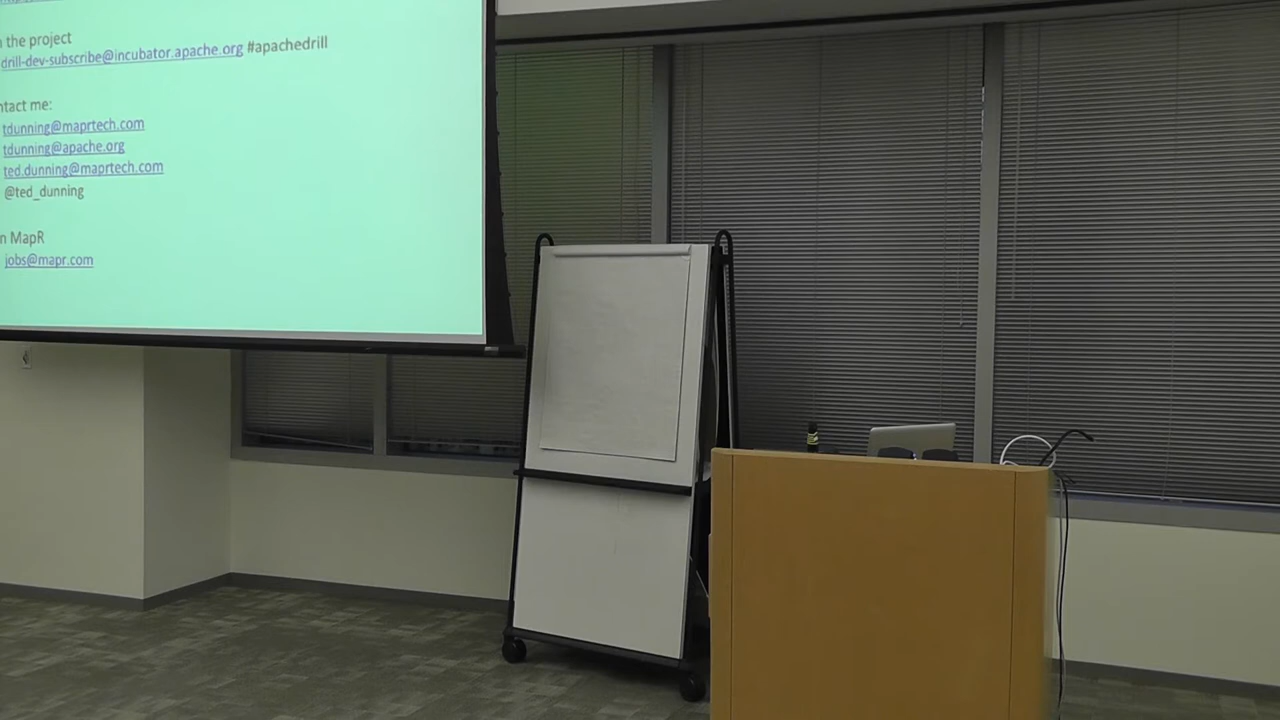 the project
drill-dev-subscribe@incubator.apache.org #apachedrill
ntact me:
tdunning@maprtech.com
tdunning@apache.org
ted.dunning@maprtech.com
@ted_dunning
n MapR
jobs@mapr.com